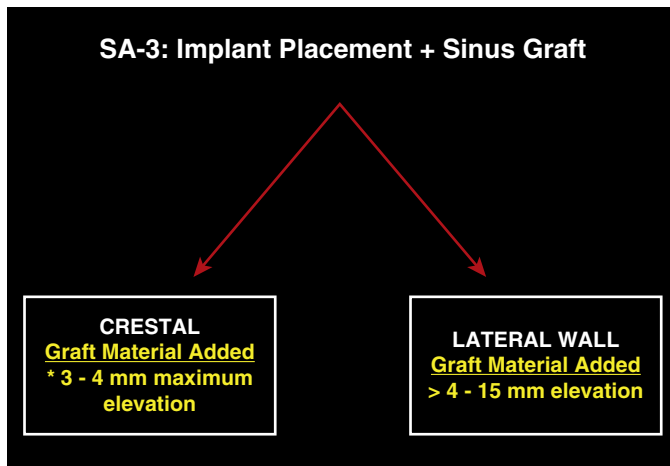 SA-3: Implant Placement + Sinus Graft
CRESTAL
Graft Material Added
* 3 - 4 mm maximum
elevation
LATERAL WALL
Graft Material Added
> 4 - 15 mm elevation